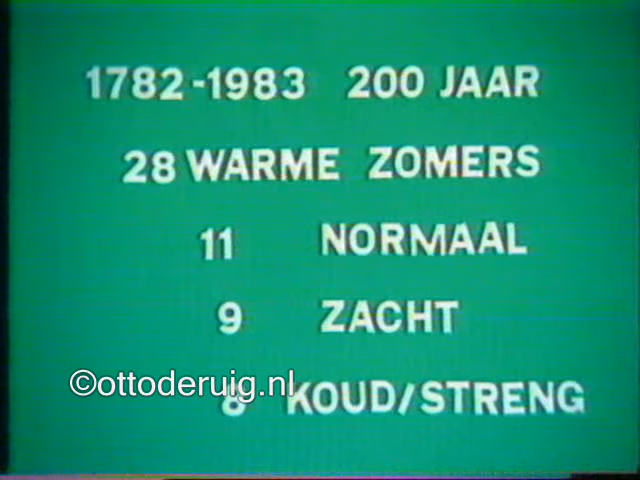 1782-1983 200 JAAR
28 WARME ZOMERS
11 NORMAAL
9 ZACHT
©ottoderuig.nl
8 KOUD/STRENG